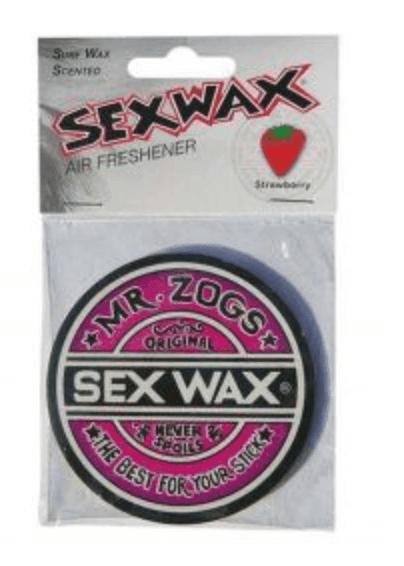 SURF WAX
SCENTED
SEXWAX
AIR FRESHENER
Strawberry
MR. ZOGS
ORIGINAL
SEX WAX®
NEVER
SPOILS
THE BEST FOR YOUR STICK